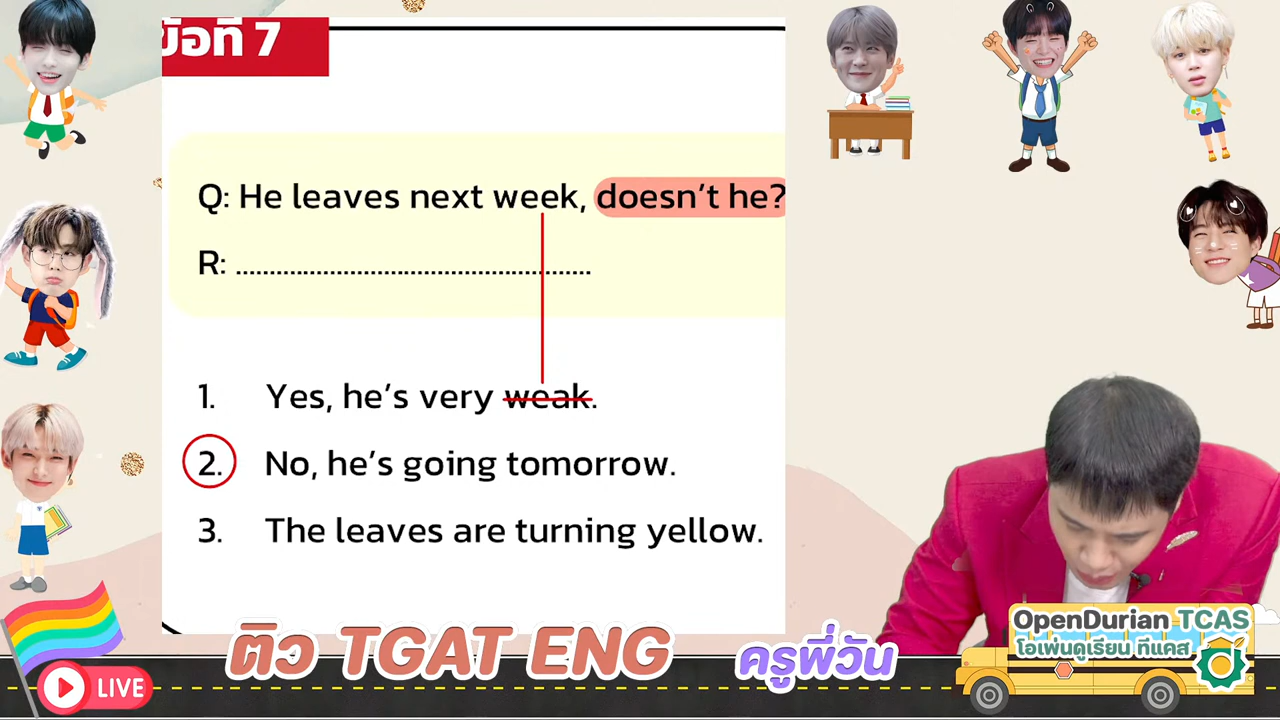 ข้อที่ 7
Q: He leaves next week, doesn't he?
R: ......................................................
1. Yes, he's very weak.
2. No, he's going tomorrow.
3. The leaves are turning yellow.
ติว TGAT ENG
ครูพี่วัน
OpenDurian TCAS
โอเพ่นดูเรียน ทีแคส
LIVE